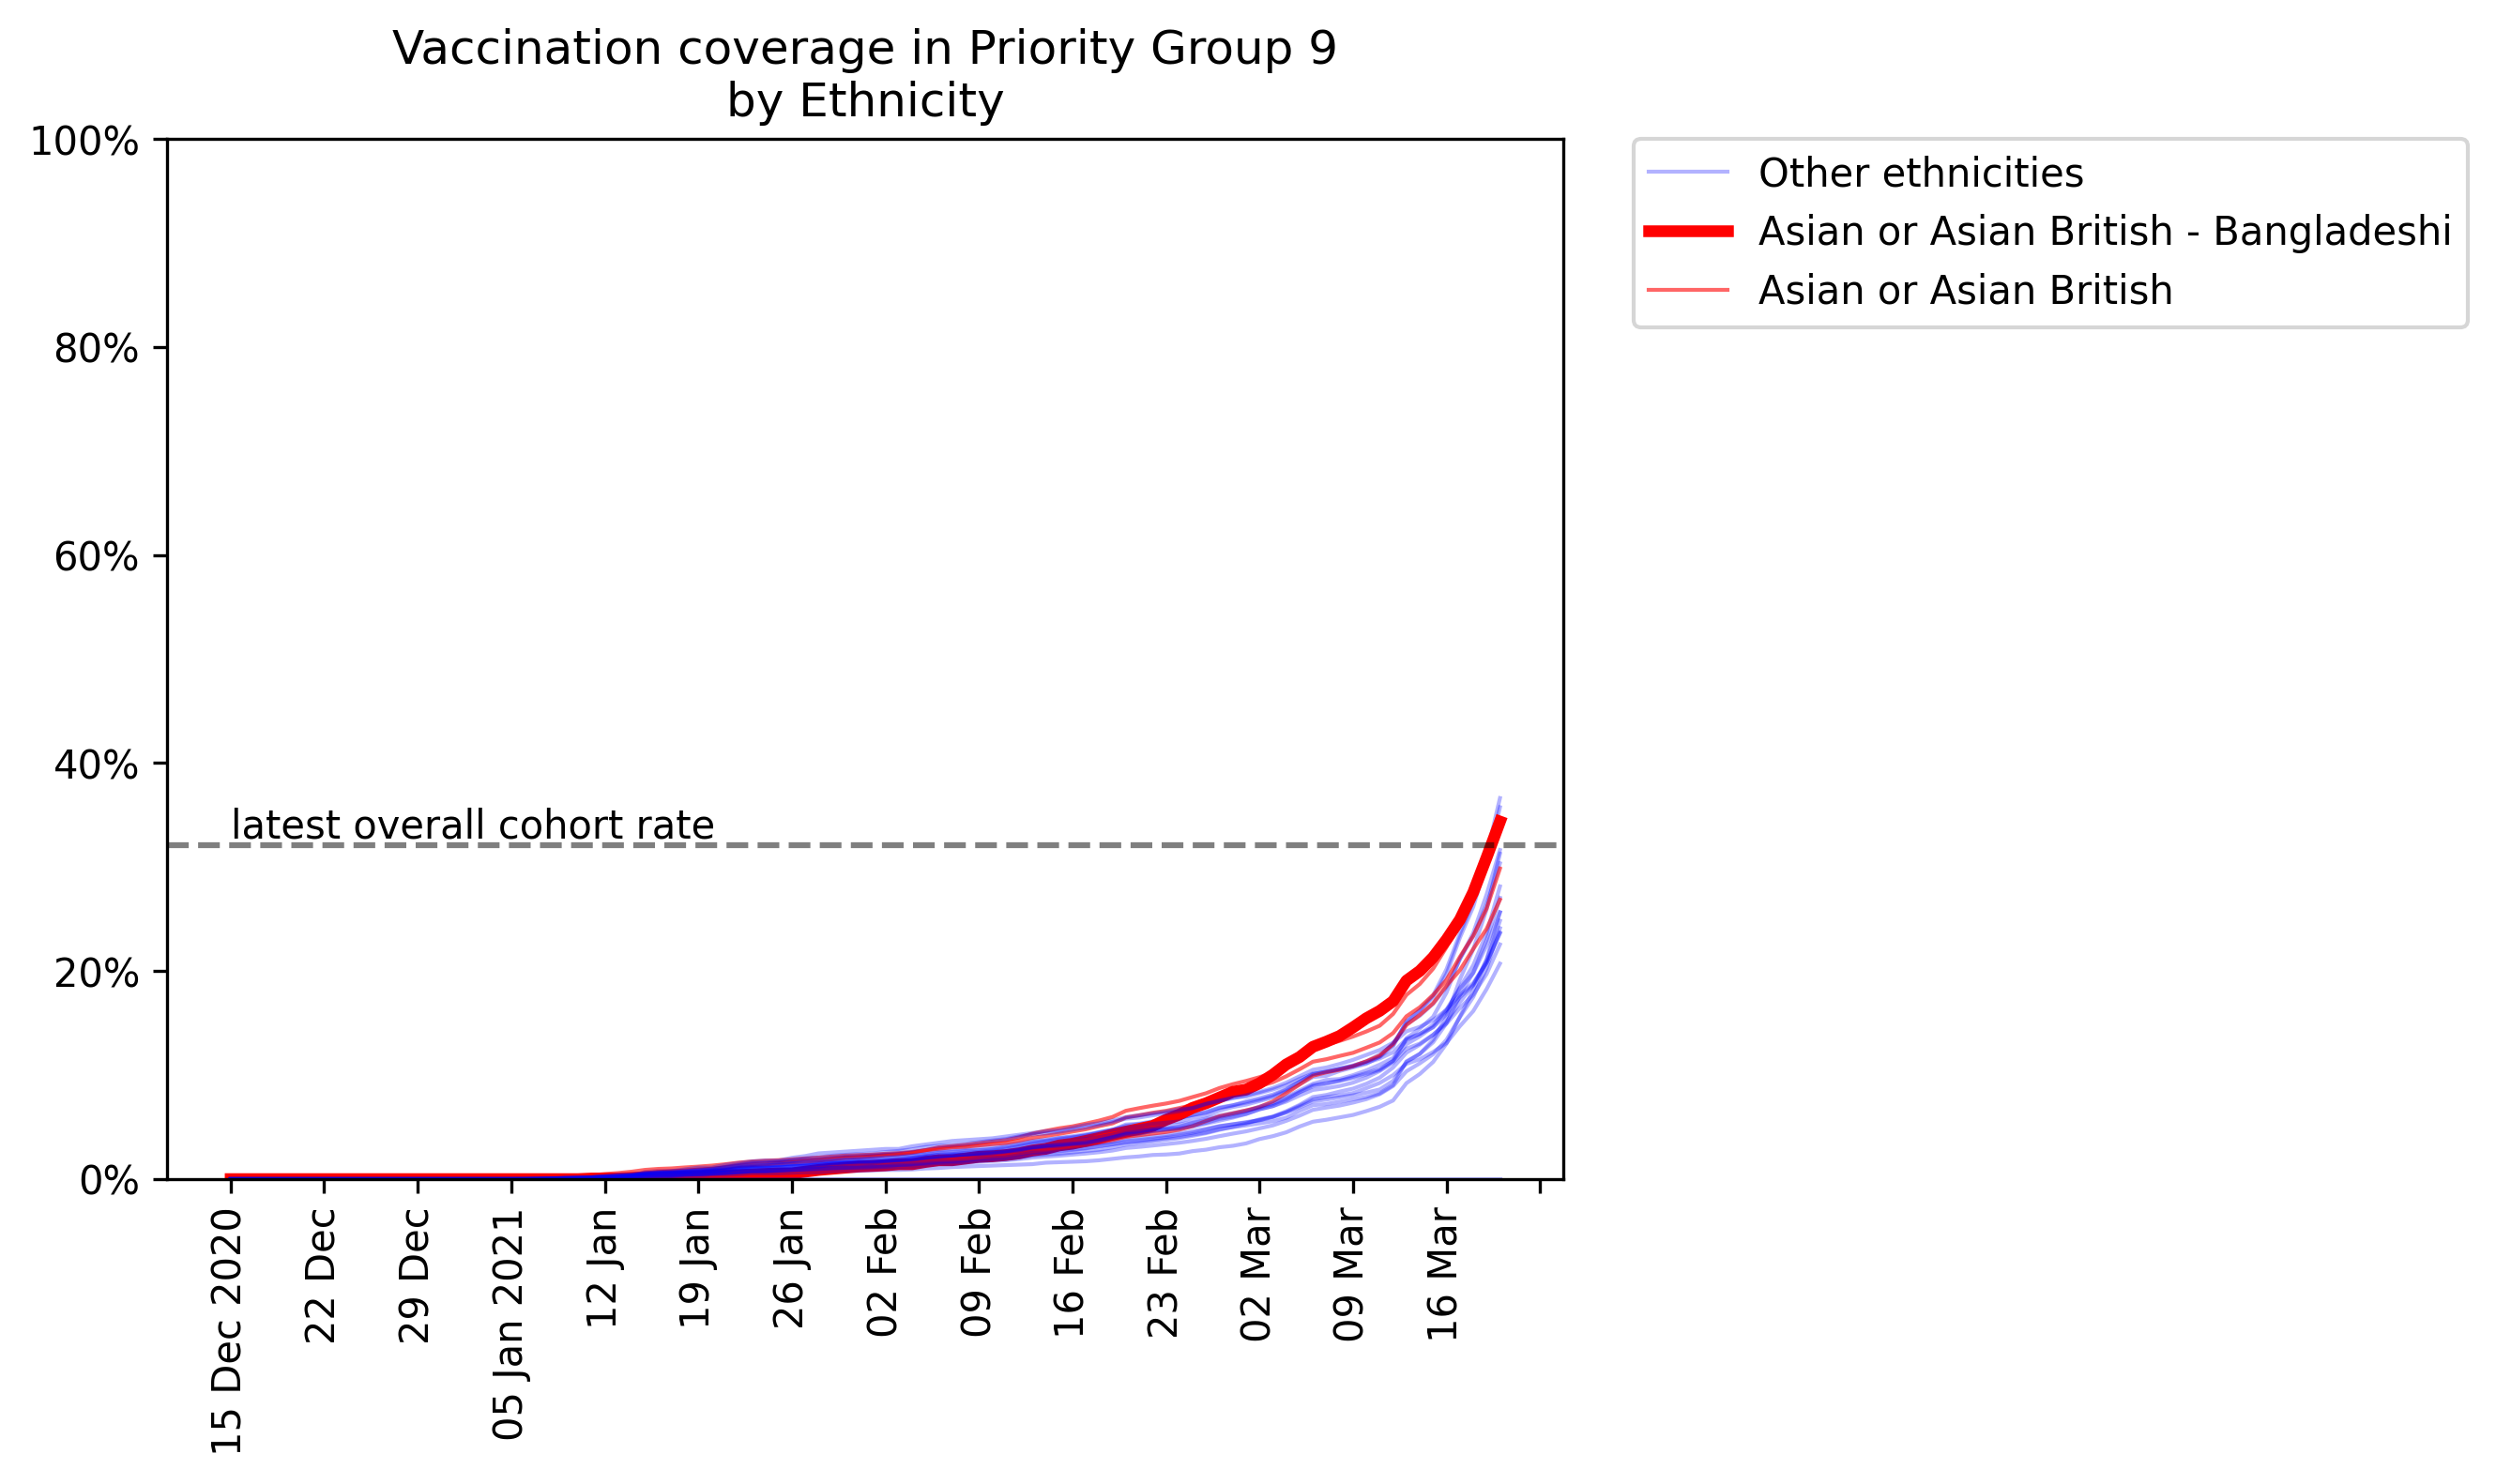 Vaccination coverage in Priority Group 9
by Ethnicity
100%
80%
60%
40%
20%
0%
latest overall cohort rate
15 Dec 2020
22 Dec
29 Dec
05 Jan 2021
12 Jan
19 Jan
26 Jan
02 Feb
09 Feb
16 Feb
23 Feb
02 Mar
09 Mar
16 Mar
Other ethnicities
Asian or Asian British - Bangladeshi
Asian or Asian British